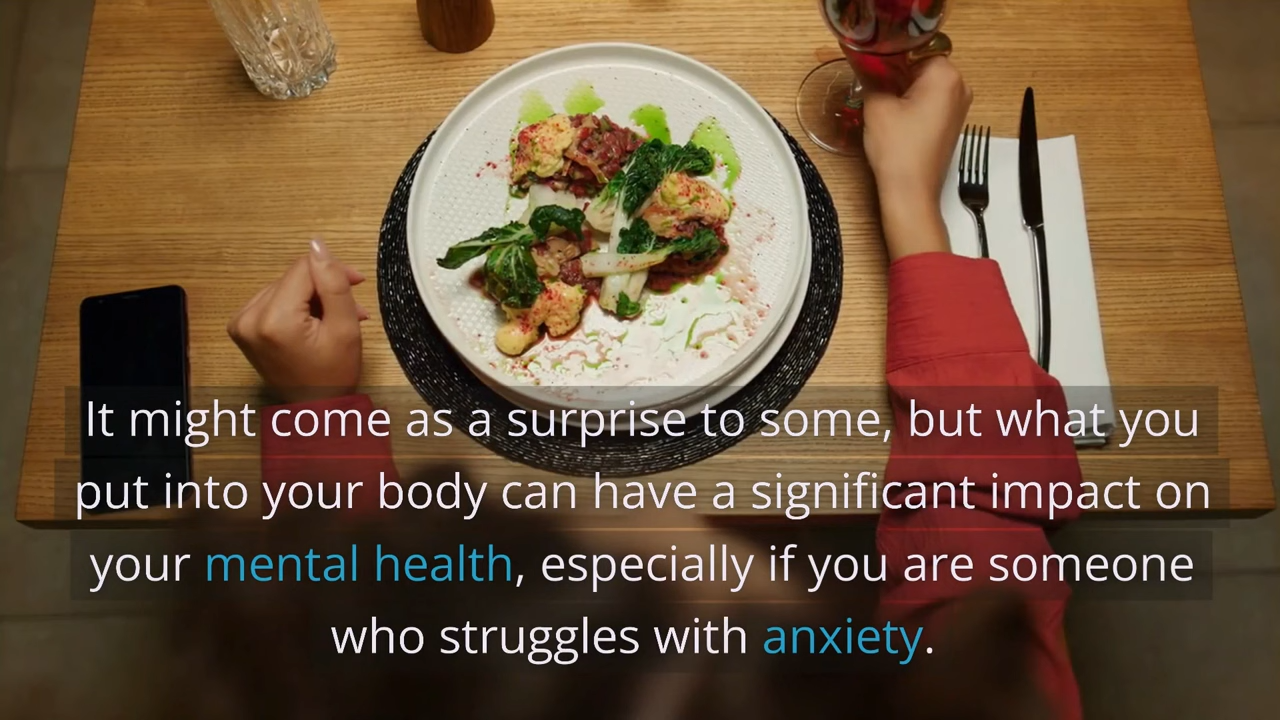 It might come as a surprise to some, but what you
put into your body can have a significant impact on
your mental health, especially if you are someone
who struggles with anxiety.